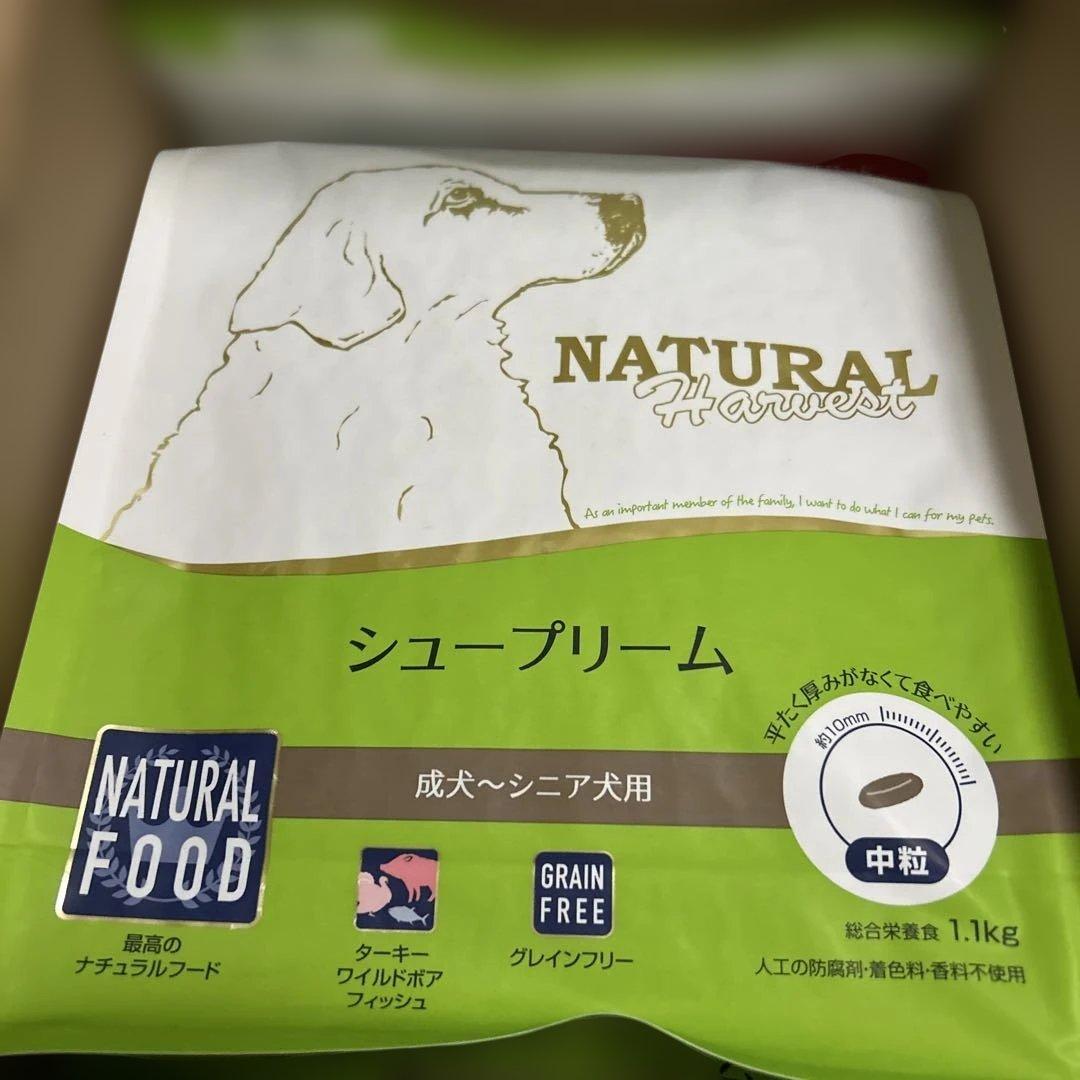 NATURAL
Harvest
As an important member of the family, I want to do what I can for my pets.
シュープリーム
平たく厚みがなくて食べやすい
約10mm
中粒
成犬～シニア犬用
NATURAL
FOOD
最高の
ナチュラルフード
ターキー
ワイルドボア
フィッシュ
GRAIN
FREE
グレインフリー
総合栄養食 1.1kg
人工の防腐剤・着色料・香料不使用